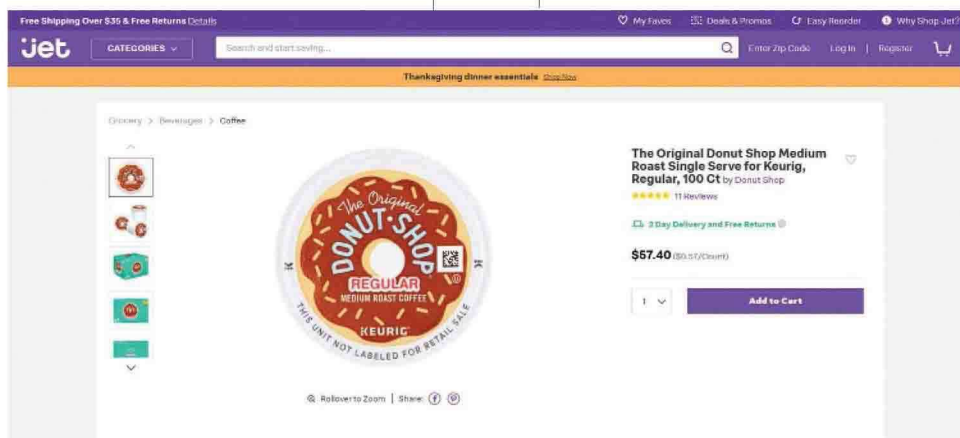 Free Shipping Over $35 & Free Returns Details
My Faves
Deals & Promos
Easy Reorder
Why Shop Jet?
jet
CATEGORIES
Search and start saving...
Enter Zip Code
Log In | Register
Thanksgiving dinner essentials Shop Now
Grocery > Beverages > Coffee
The Original
DONUT·SHOP
REGULAR
MEDIUM ROAST COFFEE
KEURIG
K
K
THIS UNIT NOT LABELED FOR RETAIL SALE
Rollover to Zoom | Share:
The Original Donut Shop Medium
Roast Single Serve for Keurig,
Regular, 100 Ct by Donut Shop
11 Reviews
2 Day Delivery and Free Returns
$57.40 ($0.57/Count)
1
Add to Cart